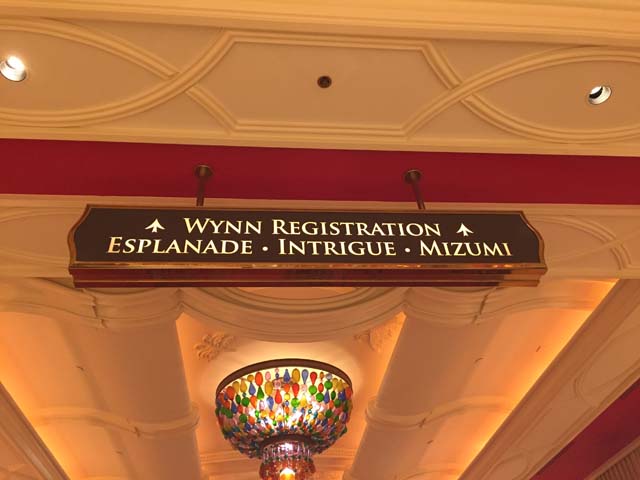 Wynn Registration
Esplanade · Intrigue · Mizumi